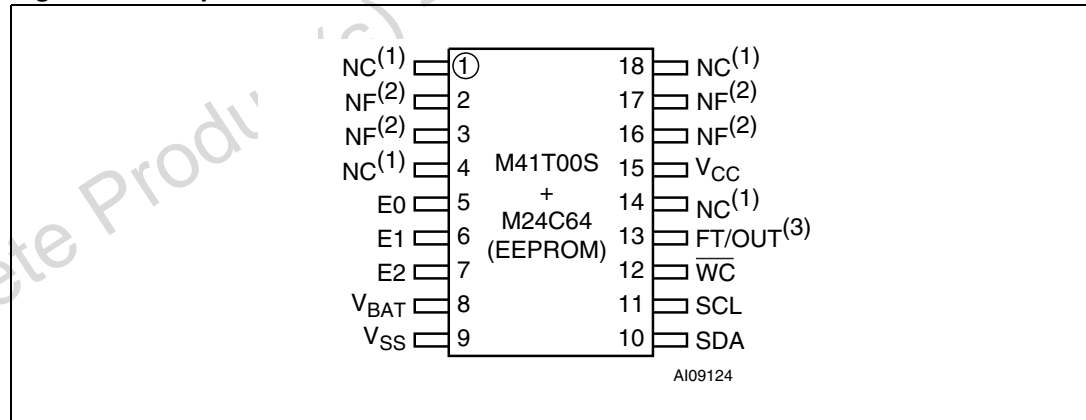 ete Produ
(s)
NC(1) 1 18 NC(1)
NF(2) 2 17 NF(2)
NF(2) 3 16 NF(2)
NC(1) 4 M41T00S 15 VCC
E0 5 + 14 NC(1)
E1 6 M24C64 13 FT/OUT(3)
(EEPROM)
E2 7 12 WC
VBAT 8 11 SCL
VSS 9 10 SDA
AI09124